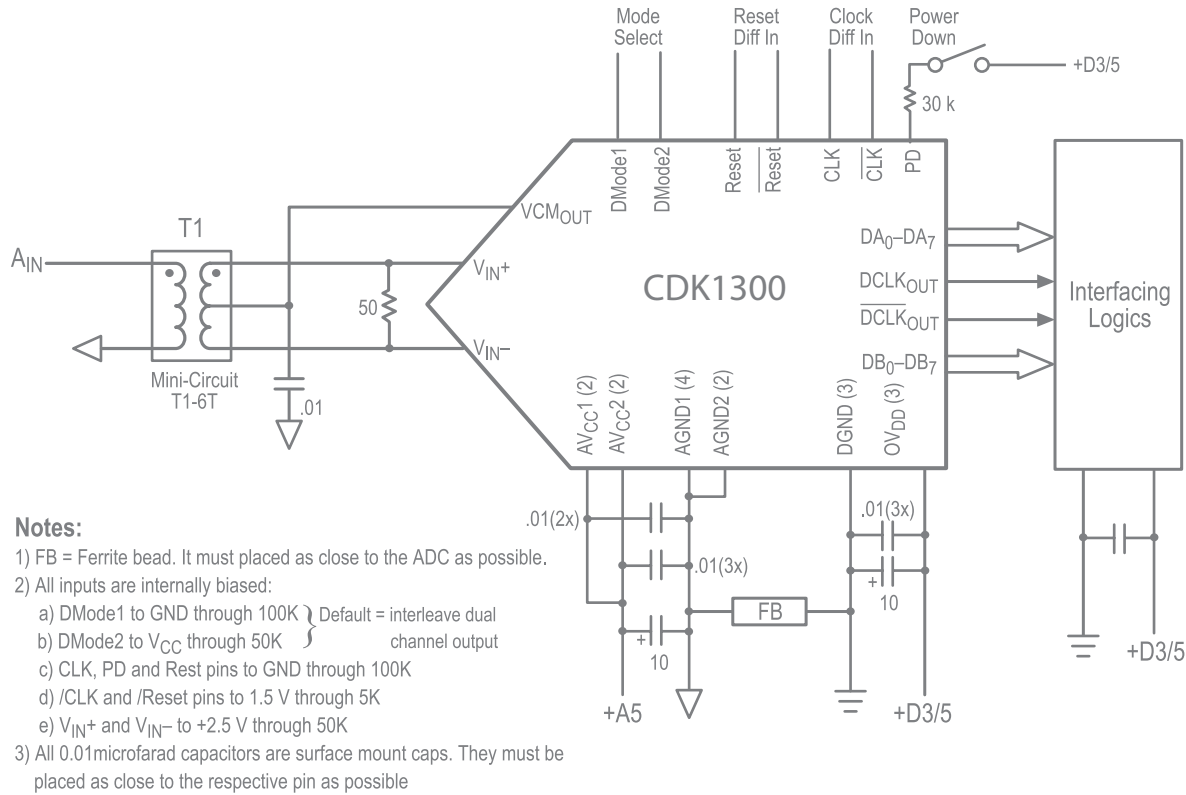 Mode
Select
Reset
Diff In
Clock
Diff In
Power
Down
+D3/5
30 k
DMode1
DMode2
Reset
Reset
CLK
CLK
PD
VCMOUT
T1
AIN
VIN+
50
VIN–
Mini-Circuit
T1-6T
.01
CDK1300
DA0–DA7
DCLKOUT
DCLKOUT
DB0–DB7
Interfacing
Logics
AVCC1 (2)
AVCC2 (2)
AGND1 (4)
AGND2 (2)
DGND (3)
OVDD (3)
.01(2x)
.01(3x)
.01(3x)
+
10
FB
+
10
+A5
+D3/5
+D3/5
Notes:
1) FB = Ferrite bead. It must placed as close to the ADC as possible.
2) All inputs are internally biased:
a) DMode1 to GND through 100K
b) DMode2 to VCC through 50K
} Default = interleave dual
channel output
c) CLK, PD and Rest pins to GND through 100K
d) /CLK and /Reset pins to 1.5 V through 5K
e) VIN+ and VIN– to +2.5 V through 50K
3) All 0.01microfarad capacitors are surface mount caps. They must be
placed as close to the respective pin as possible